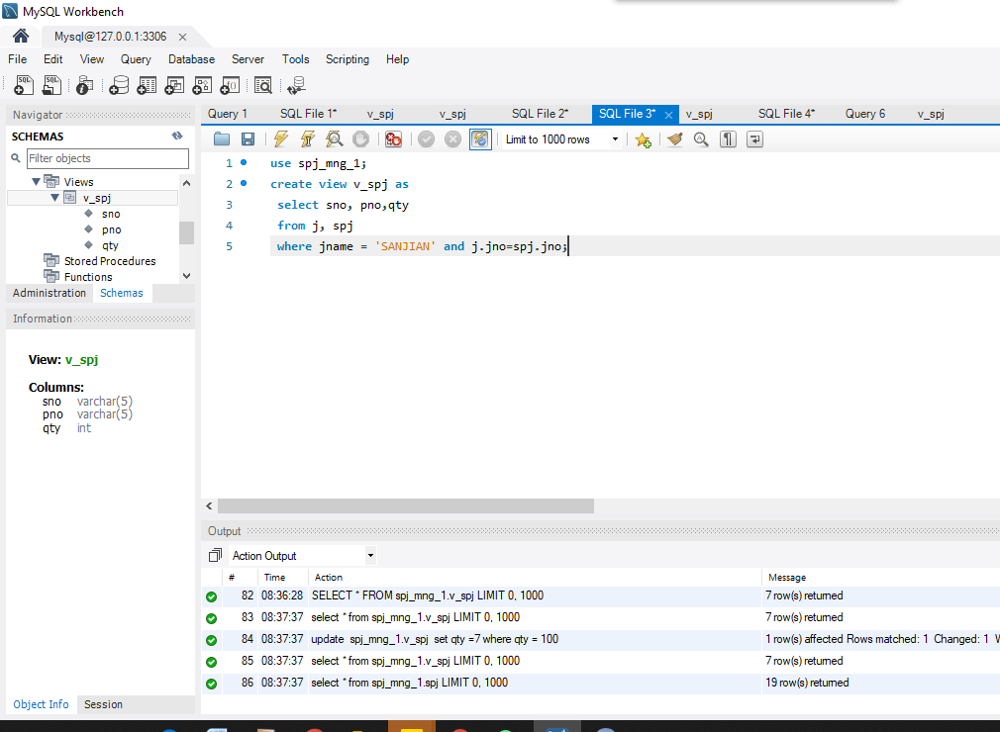 MySQL Workbench
Mysql@127.0.0.1:3306
File Edit View Query Database Server Tools Scripting Help
Navigator
SCHEMAS
Filter objects
Views
v_spj
sno
pno
qty
Stored Procedures
Functions
Administration Schemas
Information
View: v_spj
Columns:
sno varchar(5)
pno varchar(5)
qty int
Object Info Session
Query 1 SQL File 1* v_spj v_spj SQL File 2* SQL File 3* v_spj SQL File 4* Query 6 v_spj
Limit to 1000 rows
1 use spj_mng_1;
2 create view v_spj as
3 select sno, pno,qty
4 from j, spj
5 where jname = 'SANJIAN' and j.jno=spj.jno;
Output
Action Output
# Time Action Message
82 08:36:28 SELECT * FROM spj_mng_1.v_spj LIMIT 0, 1000 7 row(s) returned
83 08:37:37 select * from spj_mng_1.v_spj LIMIT 0, 1000 7 row(s) returned
84 08:37:37 update spj_mng_1.v_spj set qty =7 where qty = 100 1 row(s) affected Rows matched: 1 Changed: 1 W
85 08:37:37 select * from spj_mng_1.v_spj LIMIT 0, 1000 7 row(s) returned
86 08:37:37 select * from spj_mng_1.spj LIMIT 0, 1000 19 row(s) returned